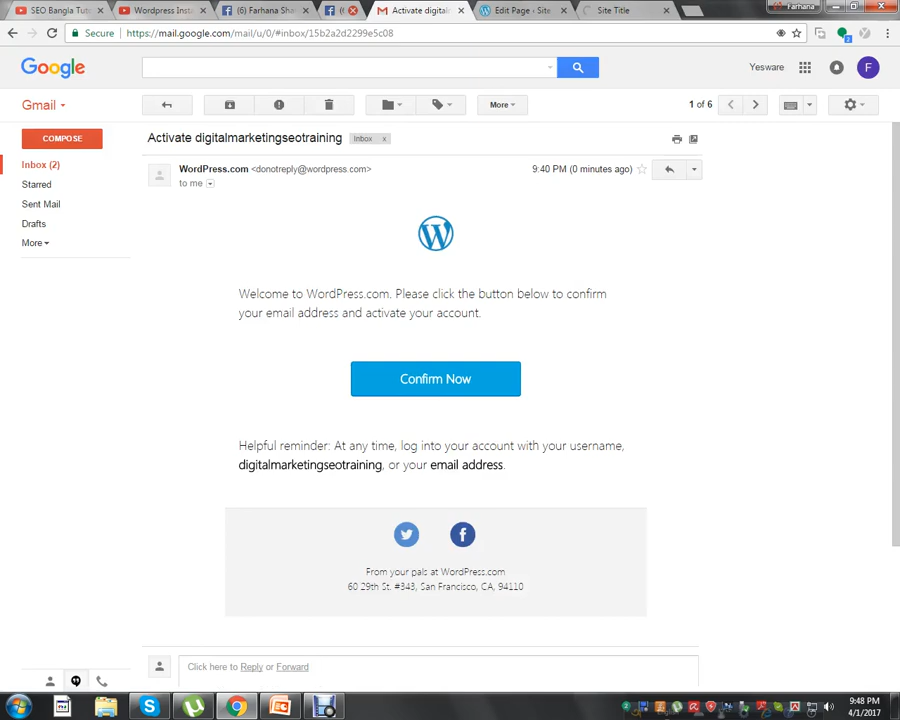 SEO Bangla Tuto × Wordpress Insta × (6) Farhana Sha × Activate digital × Edit Page ‹ Site × Site Title × Farhana
Secure https://mail.google.com/mail/u/0/#inbox/15b2a2d2299e5c08
Google Yesware F
Gmail More 1 of 6
COMPOSE Activate digitalmarketingseotraining Inbox x
Inbox (2) WordPress.com <donotreply@wordpress.com> 9:40 PM (0 minutes ago)
to me
Starred
Sent Mail
Drafts
More
W
Welcome to WordPress.com. Please click the button below to confirm
your email address and activate your account.
Confirm Now
Helpful reminder: At any time, log into your account with your username,
digitalmarketingseotraining, or your email address.
From your pals at WordPress.com
60 29th St. #343, San Francisco, CA, 94110
Click here to Reply or Forward
9:48 PM
4/1/2017